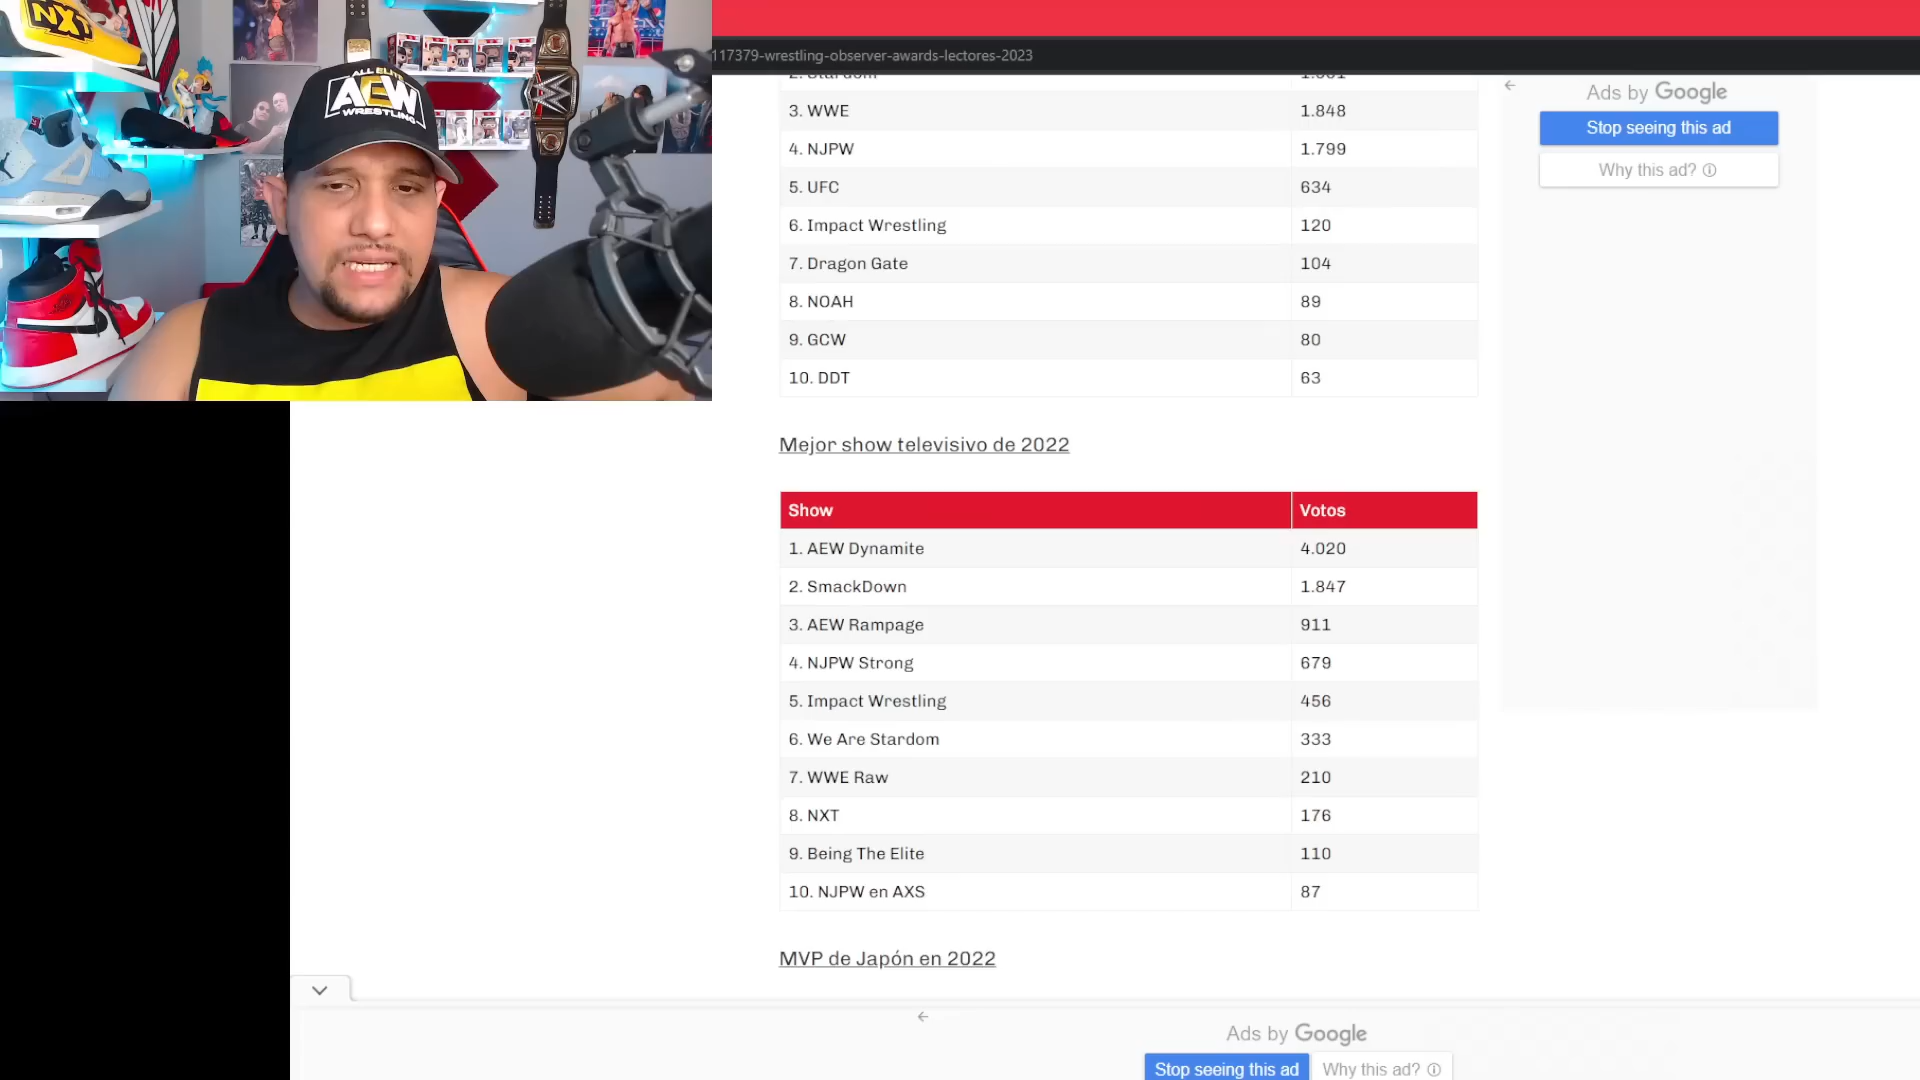 NXT
ALL ELITE
AEW
WRESTLING
117379-wrestling-observer-awards-lectores-2023
2. Stardom
3. WWE 1.848
4. NJPW 1.799
5. UFC 634
6. Impact Wrestling 120
7. Dragon Gate 104
8. NOAH 89
9. GCW 80
10. DDT 63
Ads by Google
Stop seeing this ad
Why this ad?
Mejor show televisivo de 2022
Show Votos
1. AEW Dynamite 4.020
2. SmackDown 1.847
3. AEW Rampage 911
4. NJPW Strong 679
5. Impact Wrestling 456
6. We Are Stardom 333
7. WWE Raw 210
8. NXT 176
9. Being The Elite 110
10. NJPW en AXS 87
MVP de Japón en 2022
Ads by Google
Stop seeing this ad Why this ad?